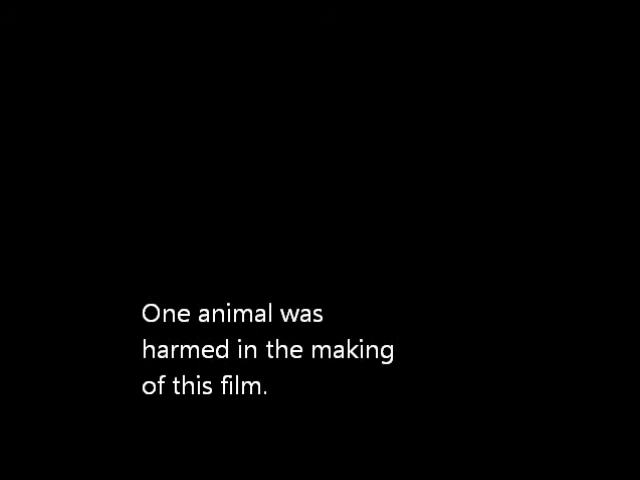 One animal was
harmed in the making
of this film.